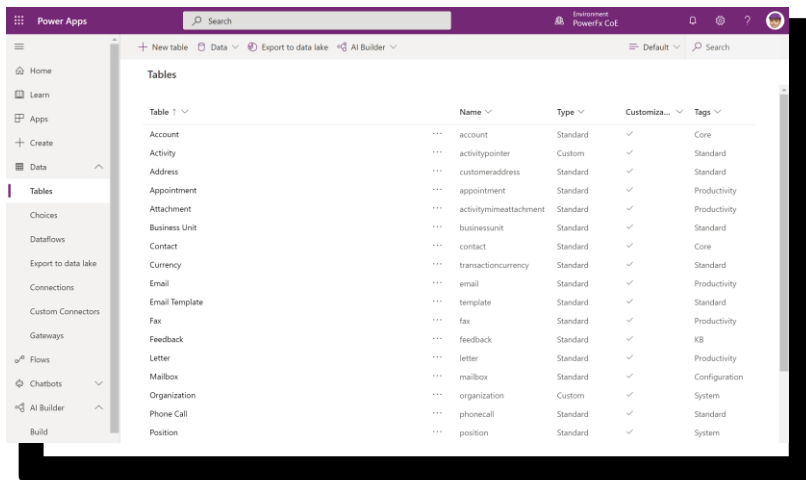 Power Apps
Search
Environment
PowerFx CoE
?
New table
Data
Export to data lake
AI Builder
Default
Search
Home
Learn
Apps
Create
Data
Tables
Choices
Dataflows
Export to data lake
Connections
Custom Connectors
Gateways
Flows
Chatbots
AI Builder
Build
Tables
Table ↑ Name Type Customiza... Tags
Account ... account Standard Core
Activity ... activitypointer Custom Standard
Address ... customeraddress Standard Standard
Appointment ... appointment Standard Productivity
Attachment ... activitymimeattachment Standard Productivity
Business Unit ... businessunit Standard Standard
Contact ... contact Standard Core
Currency ... transactioncurrency Standard Standard
Email ... email Standard Productivity
Email Template ... template Standard Standard
Fax ... fax Standard Productivity
Feedback ... feedback Standard KB
Letter ... letter Standard Productivity
Mailbox ... mailbox Standard Configuration
Organization ... organization Custom System
Phone Call ... phonecall Standard Standard
Position ... position Standard System